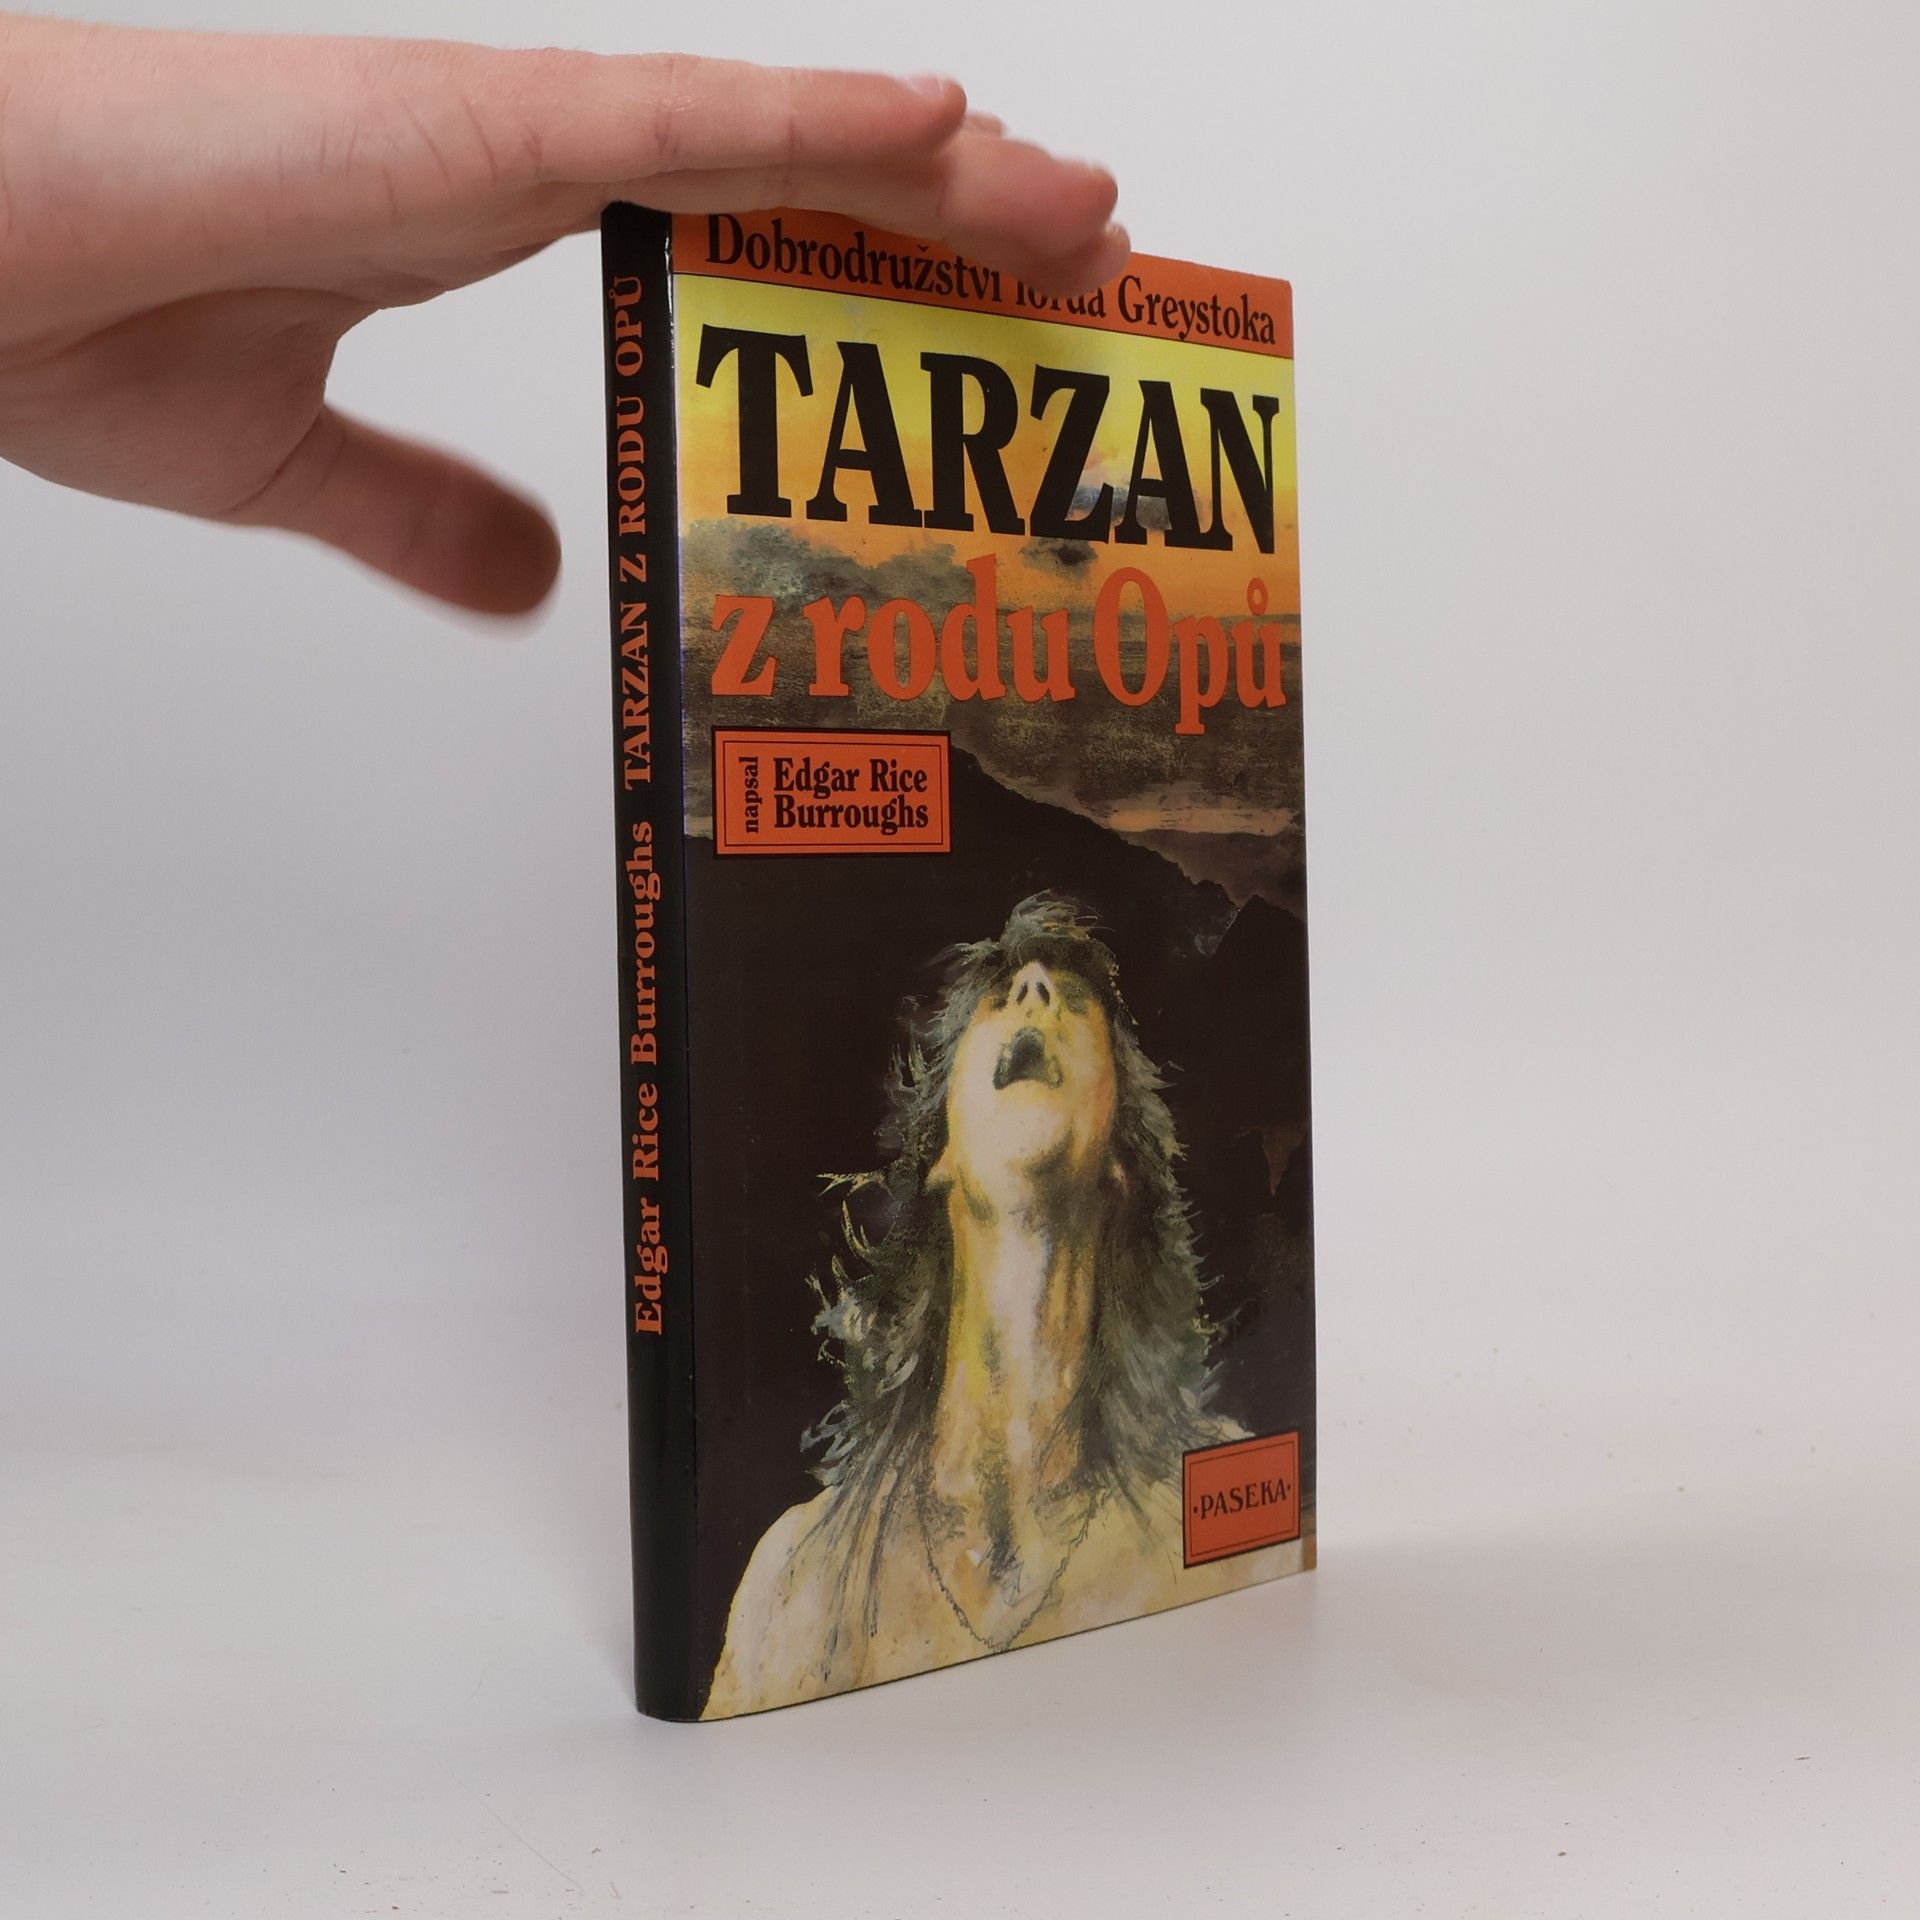 Dobrodružství lorda Greystoka
TARZAN
z rodu Opů
napsal
Edgar Rice
Burroughs
·PASEKA·
Edgar Rice Burroughs TARZAN Z RODU OPŮ